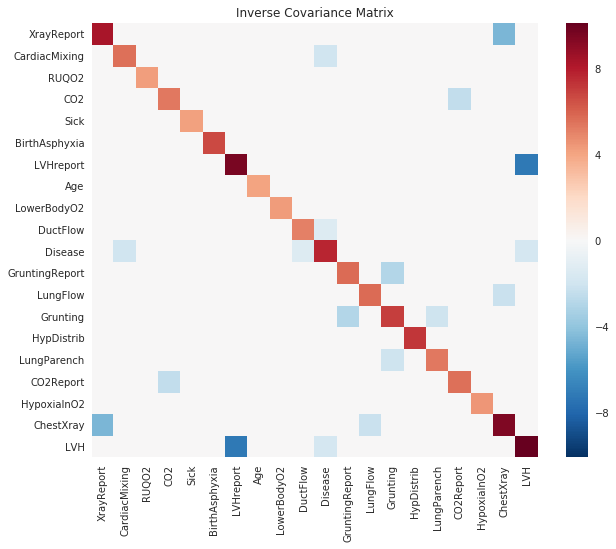 Inverse Covariance Matrix
XrayReport
CardiacMixing
RUQO2
CO2
Sick
BirthAsphyxia
LVHreport
Age
LowerBodyO2
DuctFlow
Disease
GruntingReport
LungFlow
Grunting
HypDistrib
LungParench
CO2Report
HypoxiaInO2
ChestXray
LVH
XrayReport
CardiacMixing
RUQO2
CO2
Sick
BirthAsphyxia
LVHreport
Age
LowerBodyO2
DuctFlow
Disease
GruntingReport
LungFlow
Grunting
HypDistrib
LungParench
CO2Report
HypoxiaInO2
ChestXray
LVH
8
4
0
−4
−8